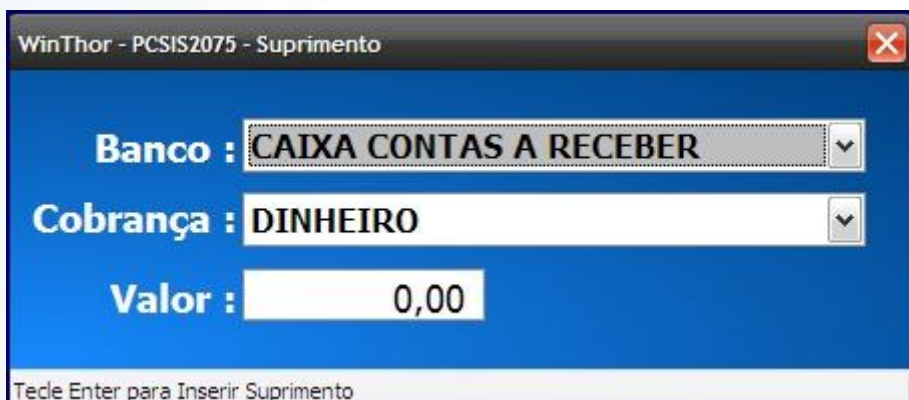 WinThor - PCSIS2075 - Suprimento
Banco : CAIXA CONTAS A RECEBER
Cobrança : DINHEIRO
Valor : 0,00
Tecle Enter para Inserir Suprimento